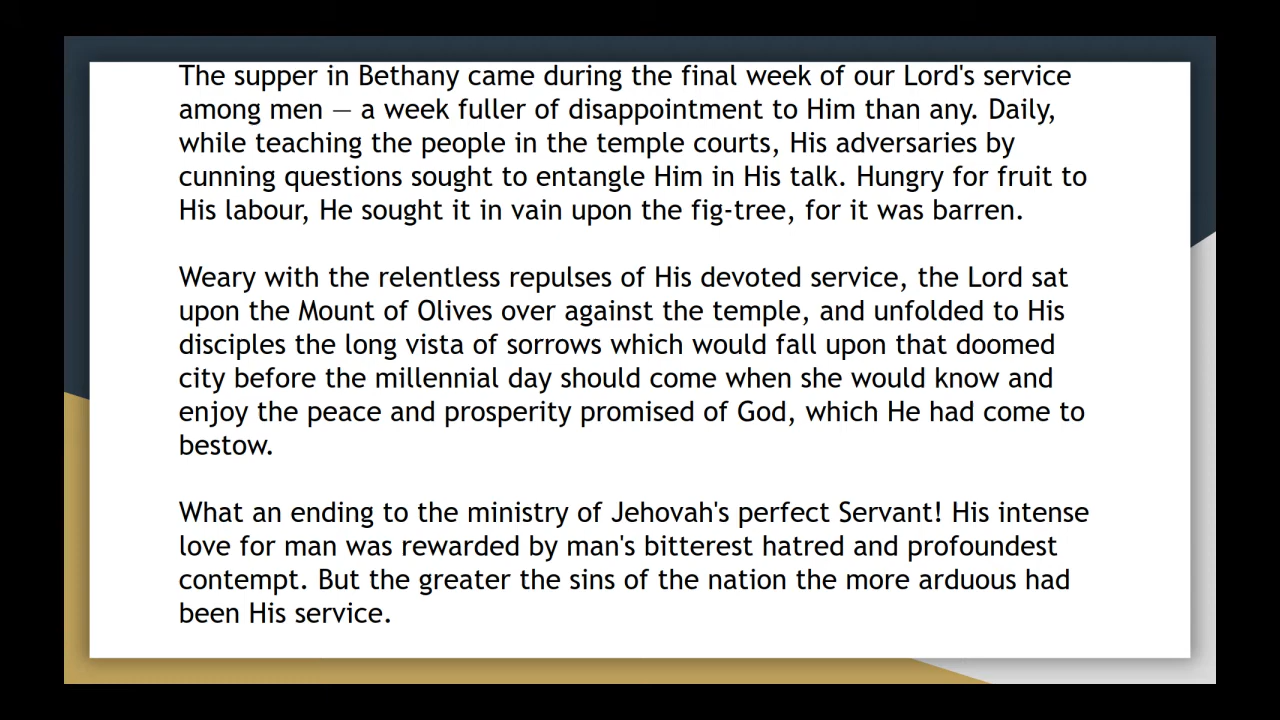 The supper in Bethany came during the final week of our Lord's service
among men — a week fuller of disappointment to Him than any. Daily,
while teaching the people in the temple courts, His adversaries by
cunning questions sought to entangle Him in His talk. Hungry for fruit to
His labour, He sought it in vain upon the fig-tree, for it was barren.
Weary with the relentless repulses of His devoted service, the Lord sat
upon the Mount of Olives over against the temple, and unfolded to His
disciples the long vista of sorrows which would fall upon that doomed
city before the millennial day should come when she would know and
enjoy the peace and prosperity promised of God, which He had come to
bestow.
What an ending to the ministry of Jehovah's perfect Servant! His intense
love for man was rewarded by man's bitterest hatred and profoundest
contempt. But the greater the sins of the nation the more arduous had
been His service.